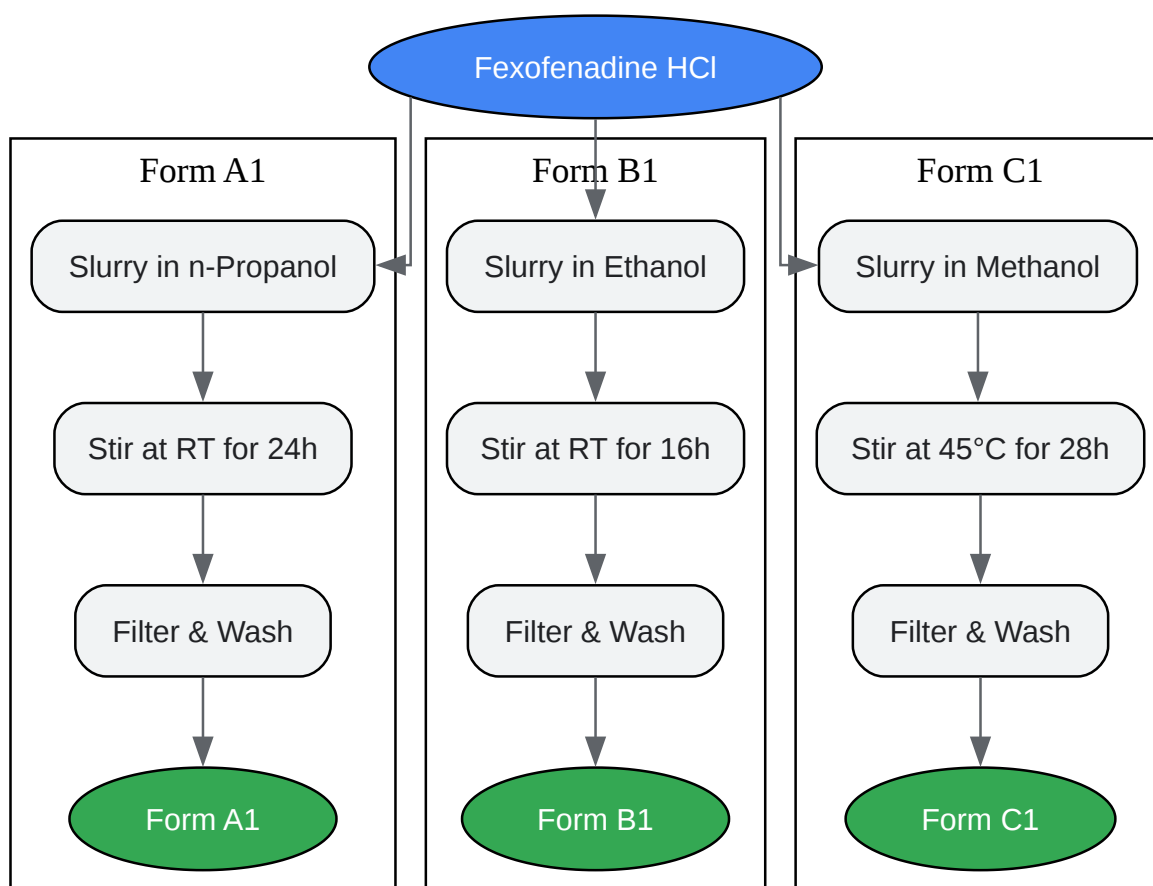 Fexofenadine HCl
Form A1
Slurry in n-Propanol
Stir at RT for 24h
Filter & Wash
Form A1
Form B1
Slurry in Ethanol
Stir at RT for 16h
Filter & Wash
Form B1
Form C1
Slurry in Methanol
Stir at 45°C for 28h
Filter & Wash
Form C1